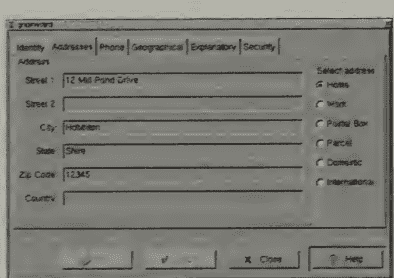 Identity Addresses Phone Geographical Explanatory Security
Address
Street 1: 12 Mill Pond Drive
Street 2:
City: Hobbiton
State: Shire
Zip Code: 12345
Country:
Select address
Home
Work
Postal Box
Parcel
Domestic
International
X Close
? Help